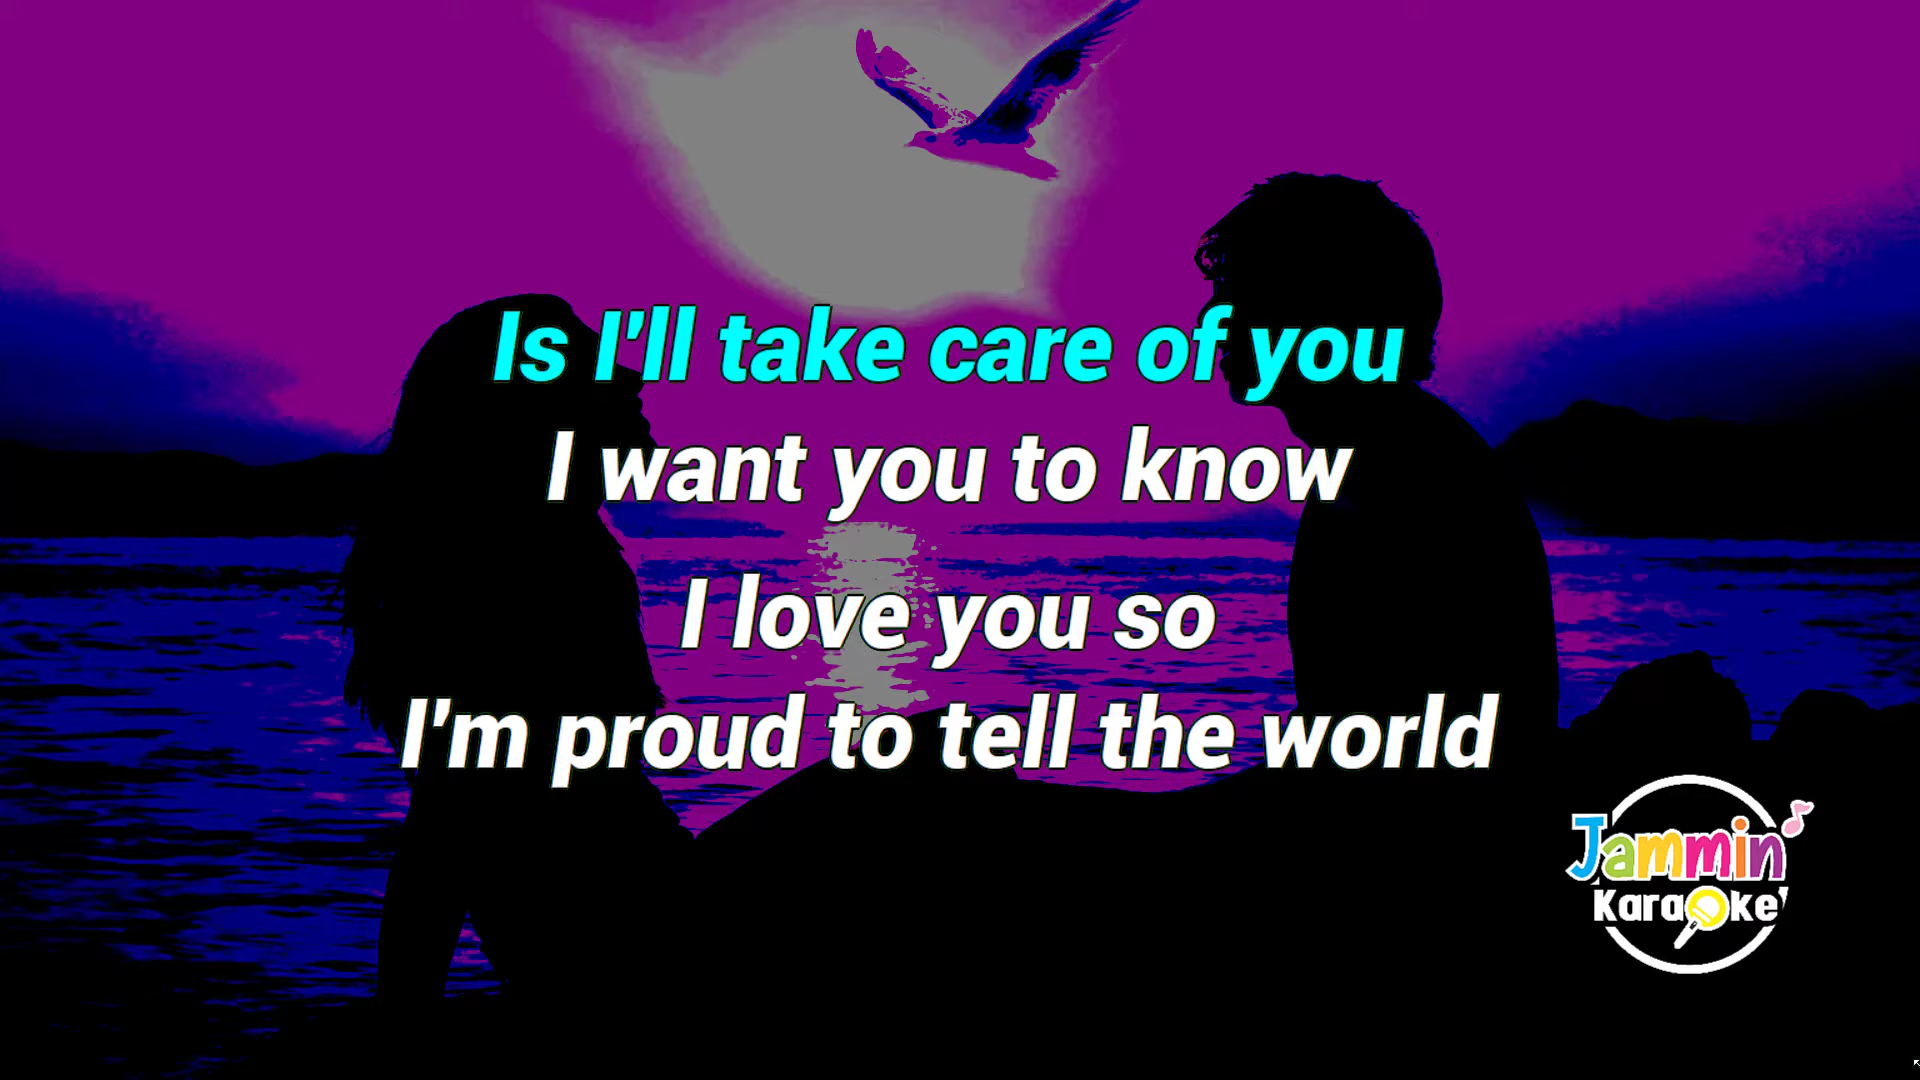 Is I'll take care of you
I want you to know
I love you so
I'm proud to tell the world
Jammin'
Karaoke